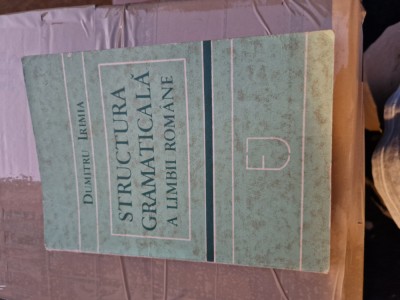 DUMITRU IRIMIA
STRUCTURA
GRAMATICALĂ
A LIMBII ROMÂNE